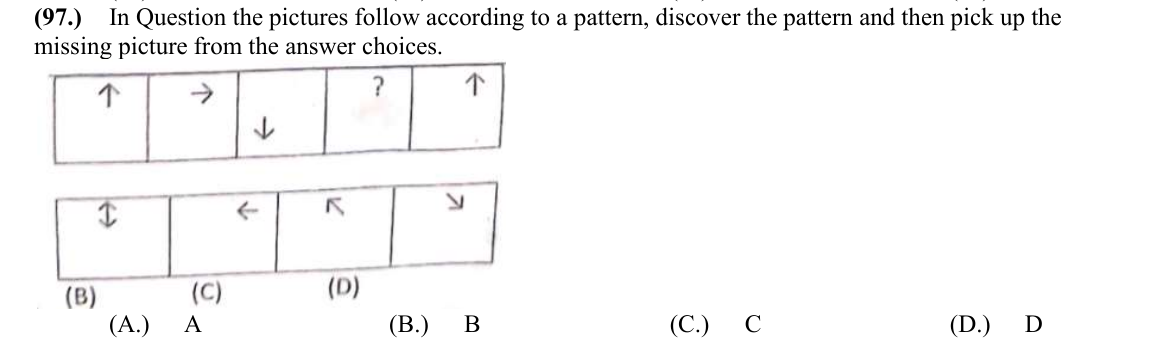 (97.) In Question the pictures follow according to a pattern, discover the pattern and then pick up the
missing picture from the answer choices.
?
(B) (C) (D)
(A.) A (B.) B (C.) C (D.) D